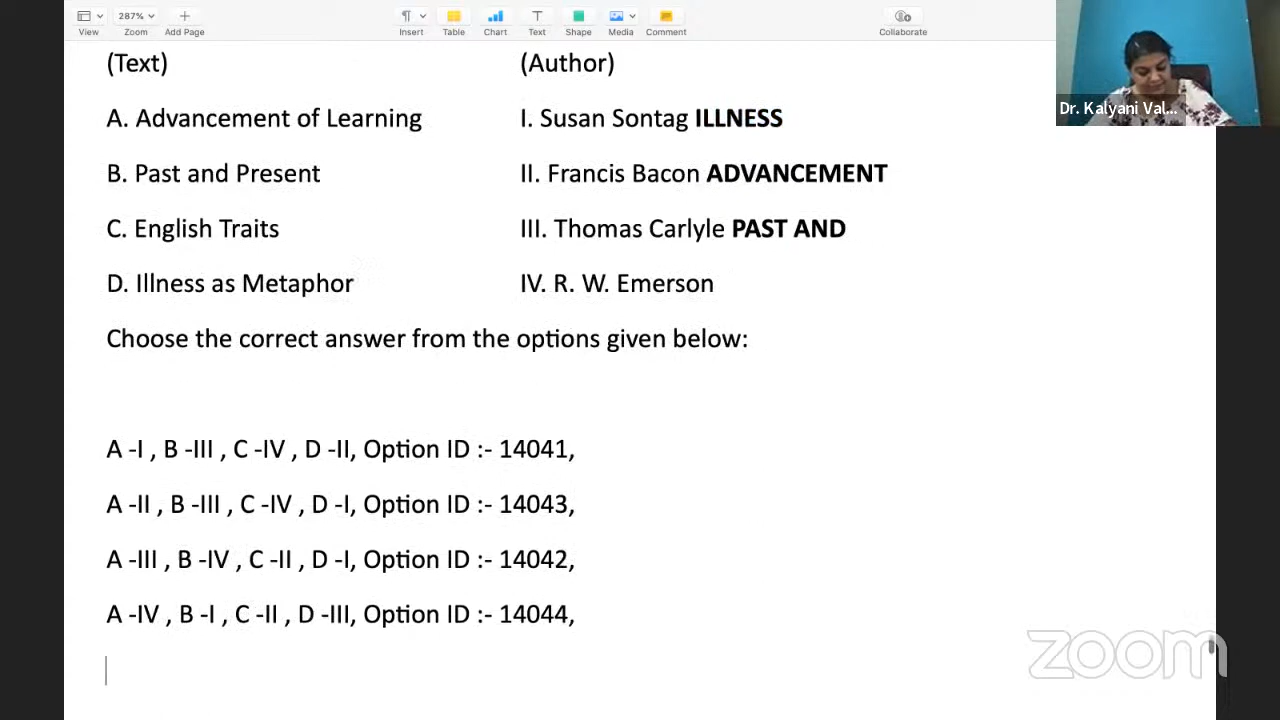 287%
View Zoom Add Page Insert Table Chart Text Shape Media Comment Collaborate
Dr. Kalyani Val...
(Text) (Author)
A. Advancement of Learning I. Susan Sontag ILLNESS
B. Past and Present II. Francis Bacon ADVANCEMENT
C. English Traits III. Thomas Carlyle PAST AND
D. Illness as Metaphor IV. R. W. Emerson
Choose the correct answer from the options given below:
A -I , B -III , C -IV , D -II, Option ID :- 14041,
A -II , B -III , C -IV , D -I, Option ID :- 14043,
A -III , B -IV , C -II , D -I, Option ID :- 14042,
A -IV , B -I , C -II , D -III, Option ID :- 14044,
zoom